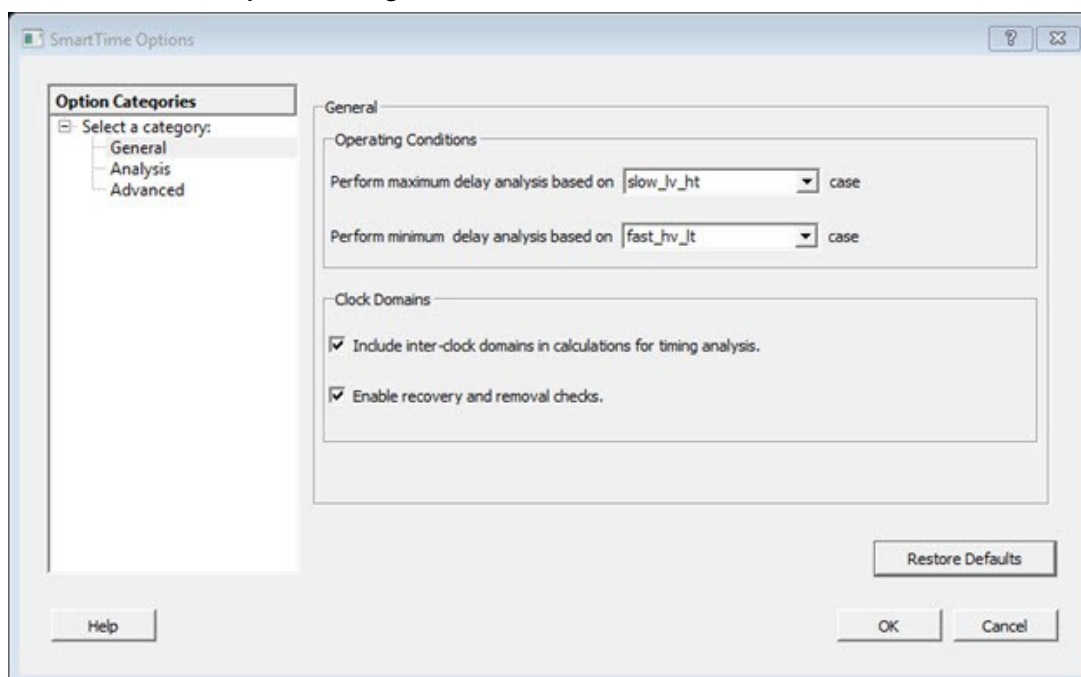 SmartTime Options
Option Categories
Select a category:
General
Analysis
Advanced
General
Operating Conditions
Perform maximum delay analysis based on slow_lv_ht case
Perform minimum delay analysis based on fast_hv_lt case
Clock Domains
Include inter-clock domains in calculations for timing analysis.
Enable recovery and removal checks.
Restore Defaults
Help OK Cancel